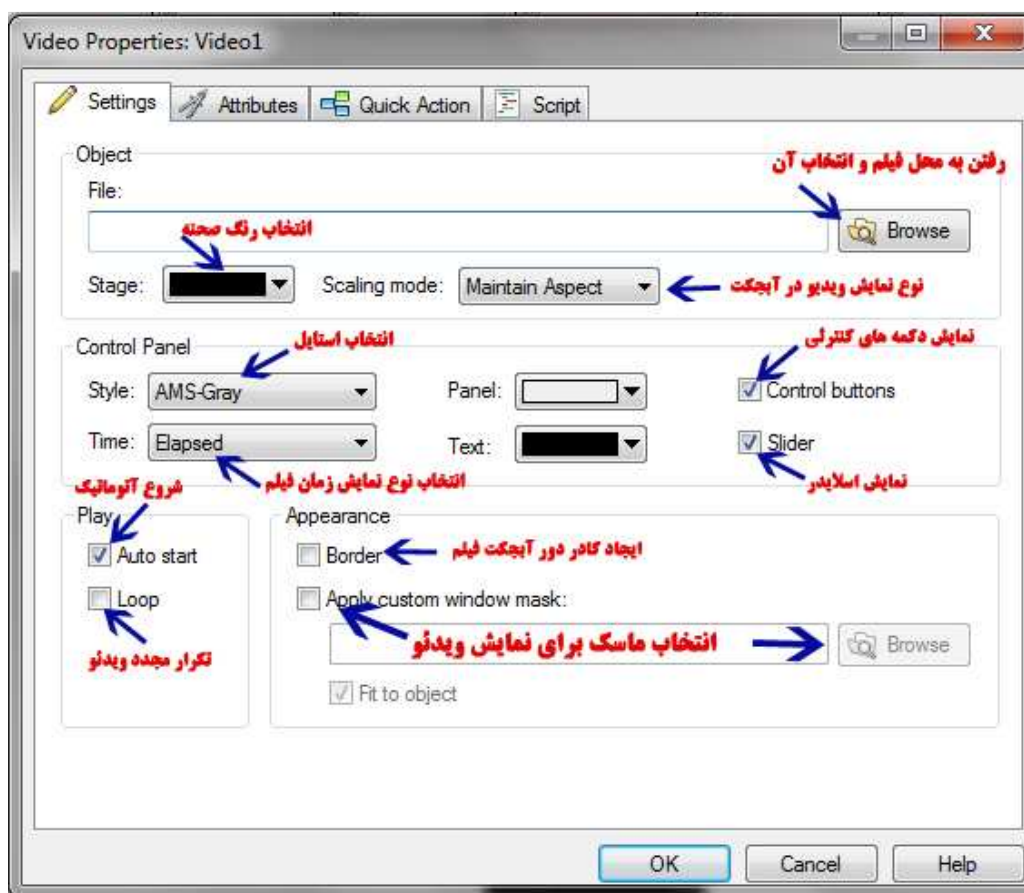 Video Properties: Video1
Settings Attributes Quick Action Script
Object
رفتن به محل فیلم و انتخاب آن
File:
انتخاب رنگ صحنه
Browse
Stage:
Scaling mode: Maintain Aspect
نوع نمایش ویدیو در آبجکت
Control Panel
انتخاب استایل
نمایش دکمه های کنترلی
Style: AMS-Gray Panel: Control buttons
Time: Elapsed Text: Slider
انتخاب نوع نمایش زمان فیلم
نمایش اسلایدر
شروع آتوماتیک
Play
Appearance
Auto start
Border
ایجاد کادر دور آبجکت فیلم
Loop
Apply custom window mask:
انتخاب ماسک برای نمایش ویدئو
Browse
تکرار مجدد ویدئو
Fit to object
OK Cancel Help